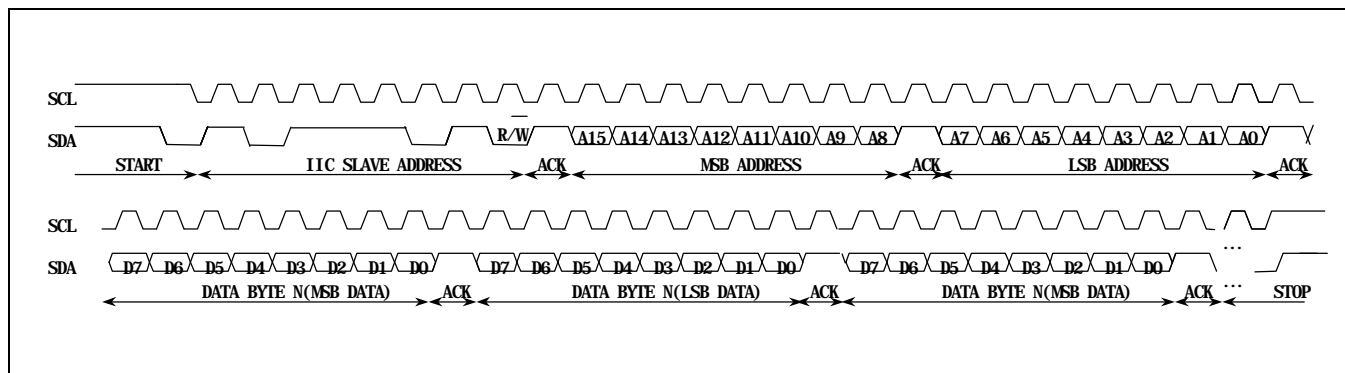 SCL
SDA R/W A15 A14 A13 A12 A11 A10 A9 A8 A7 A6 A5 A4 A3 A2 A1 A0
START IIC SLAVE ADDRESS ACK MSB ADDRESS ACK LSB ADDRESS ACK
SCL
...
SDA D7 D6 D5 D4 D3 D2 D1 D0 D7 D6 D5 D4 D3 D2 D1 D0 D7 D6 D5 D4 D3 D2 D1 D0
...
DATA BYTE N(MSB DATA) ACK DATA BYTE N(LSB DATA) ACK DATA BYTE N(MSB DATA) ACK STOP